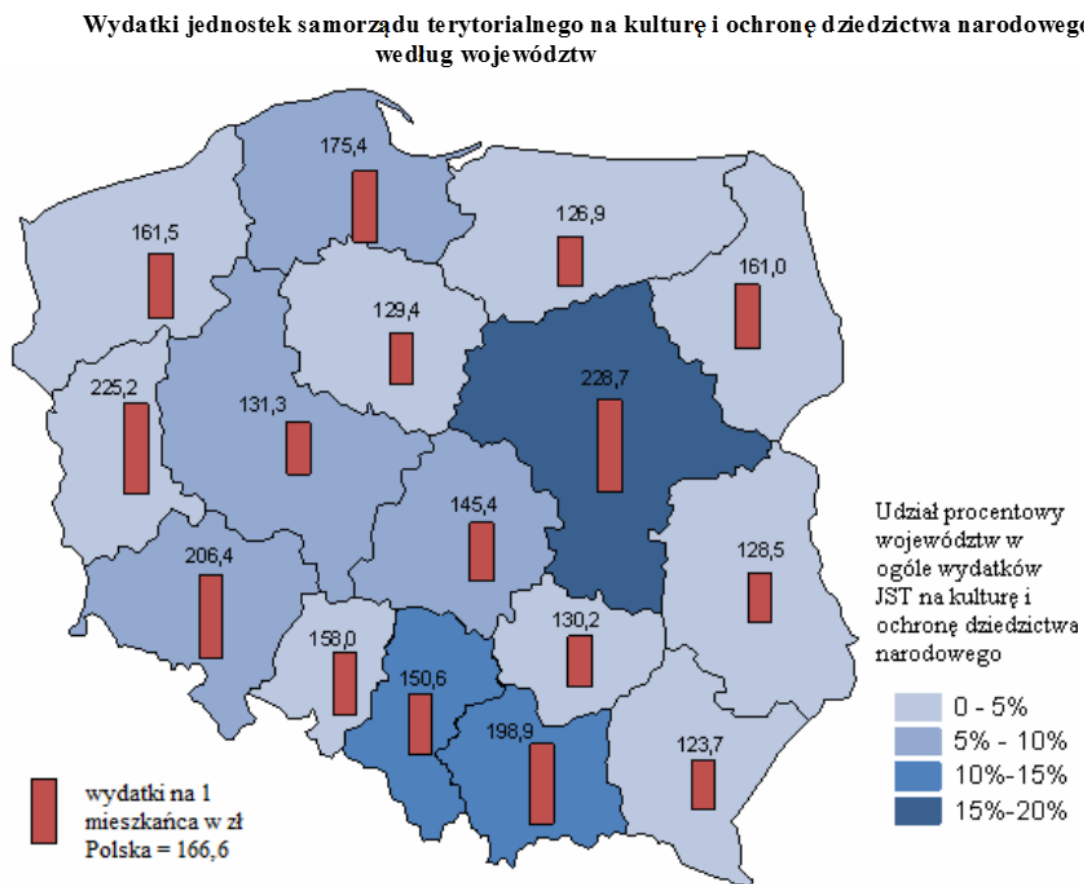 Wydatki jednostek samorządu terytorialnego na kulturę i ochronę dziedzictwa narodowego
według województw
175,4
126,9
161,5
161,0
129,4
225,2
131,3
228,7
145,4
206,4
128,5
130,2
158,0
150,6
198,9
123,7
Udział procentowy
województw w
ogóle wydatków
JST na kulturę i
ochronę dziedzictwa
narodowego
0 - 5%
5% - 10%
10%-15%
15%-20%
wydatki na 1
mieszkańca w zł
Polska = 166,6